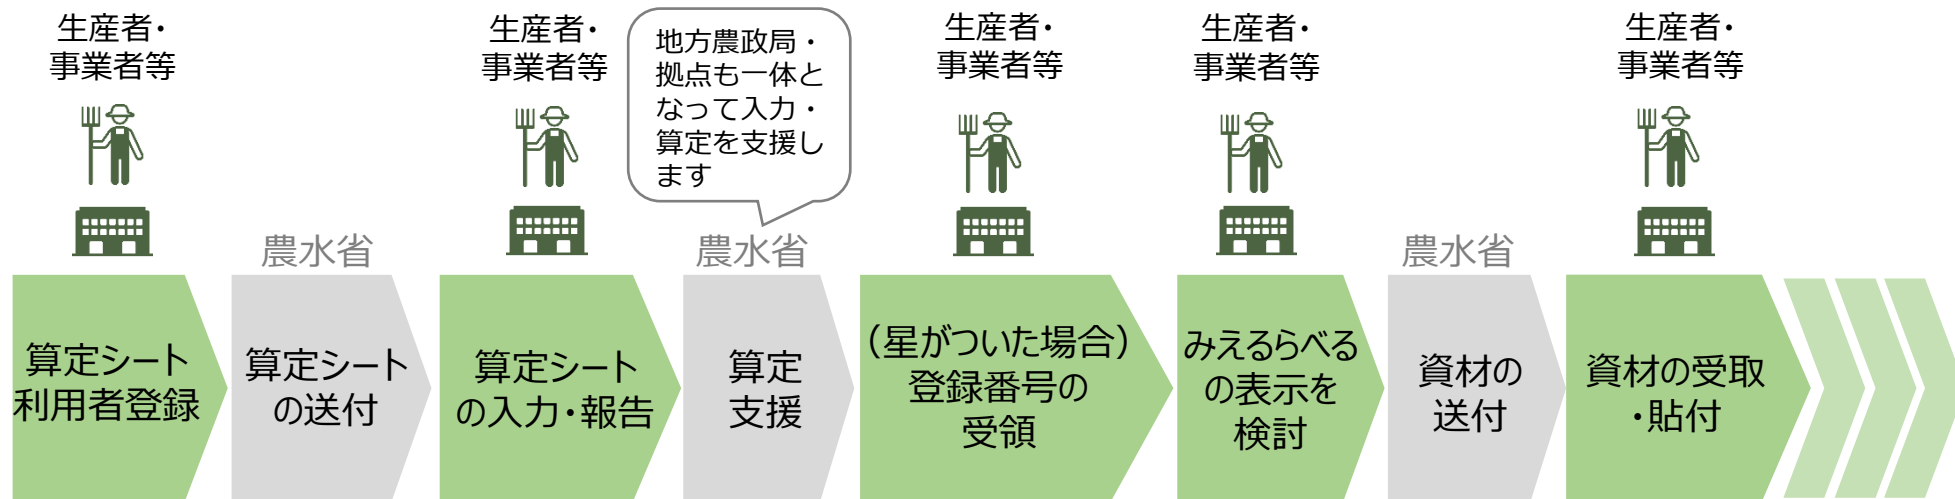 生産者・
事業者等
生産者・
事業者等
地方農政局・
拠点も一体と
なって入力・
算定を支援し
ます
生産者・
事業者等
生産者・
事業者等
生産者・
事業者等
農水省
農水省
農水省
算定シート
利用者登録
算定シート
の送付
算定シート
の入力・報告
算定
支援
（星がついた場合）
登録番号の
受領
みえるらべる
の表示を
検討
資材の
送付
資材の受取
・貼付